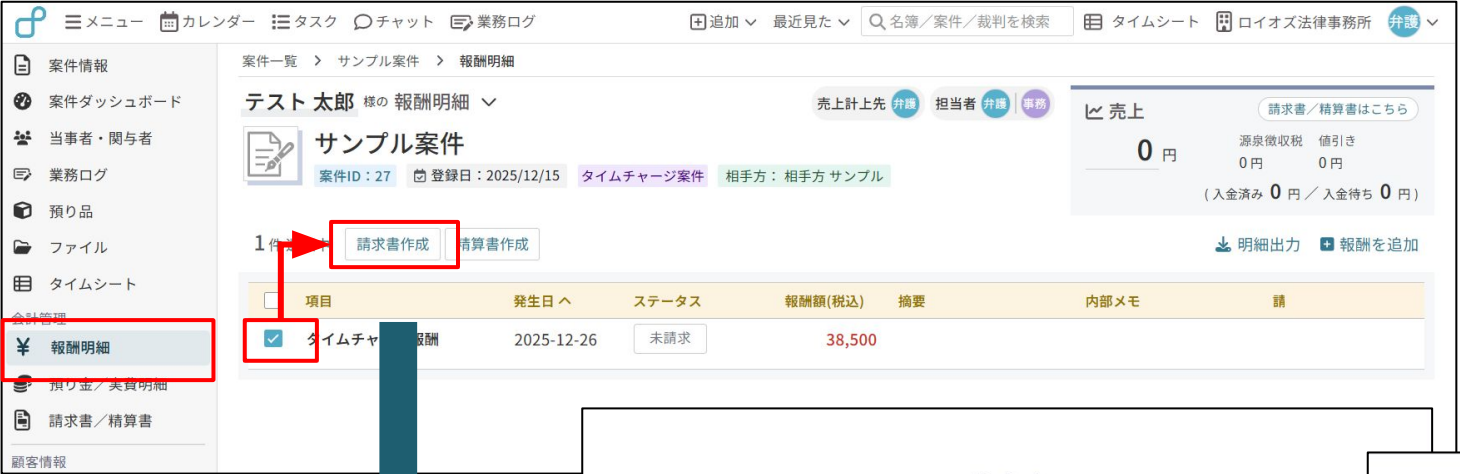 メニュー カレンダー タスク チャット 業務ログ 追加 最近見た 名簿／案件／裁判を検索 タイムシート ロイオズ法律事務所 弁護
案件情報
案件ダッシュボード
当事者・関与者
業務ログ
預り品
ファイル
タイムシート
会計管理
報酬明細
預り金／実費明細
請求書／精算書
顧客情報
案件一覧 > サンプル案件 > 報酬明細
テスト 太郎 様の 報酬明細
売上計上先 弁護 担当者 弁護 事務
サンプル案件
案件ID：27 登録日：2025/12/15 タイムチャージ案件 相手方： 相手方 サンプル
売上 請求書／精算書はこちら
0 円
源泉徴収税 値引き
0 円 0 円
( 入金済み 0 円 ／ 入金待ち 0 円 )
1 請求書作成 精算書作成 明細出力 報酬を追加
項目 発生日 ステータス 報酬額(税込) 摘要 内部メモ 請
タイムチャ 報酬 2025-12-26 未請求 38,500